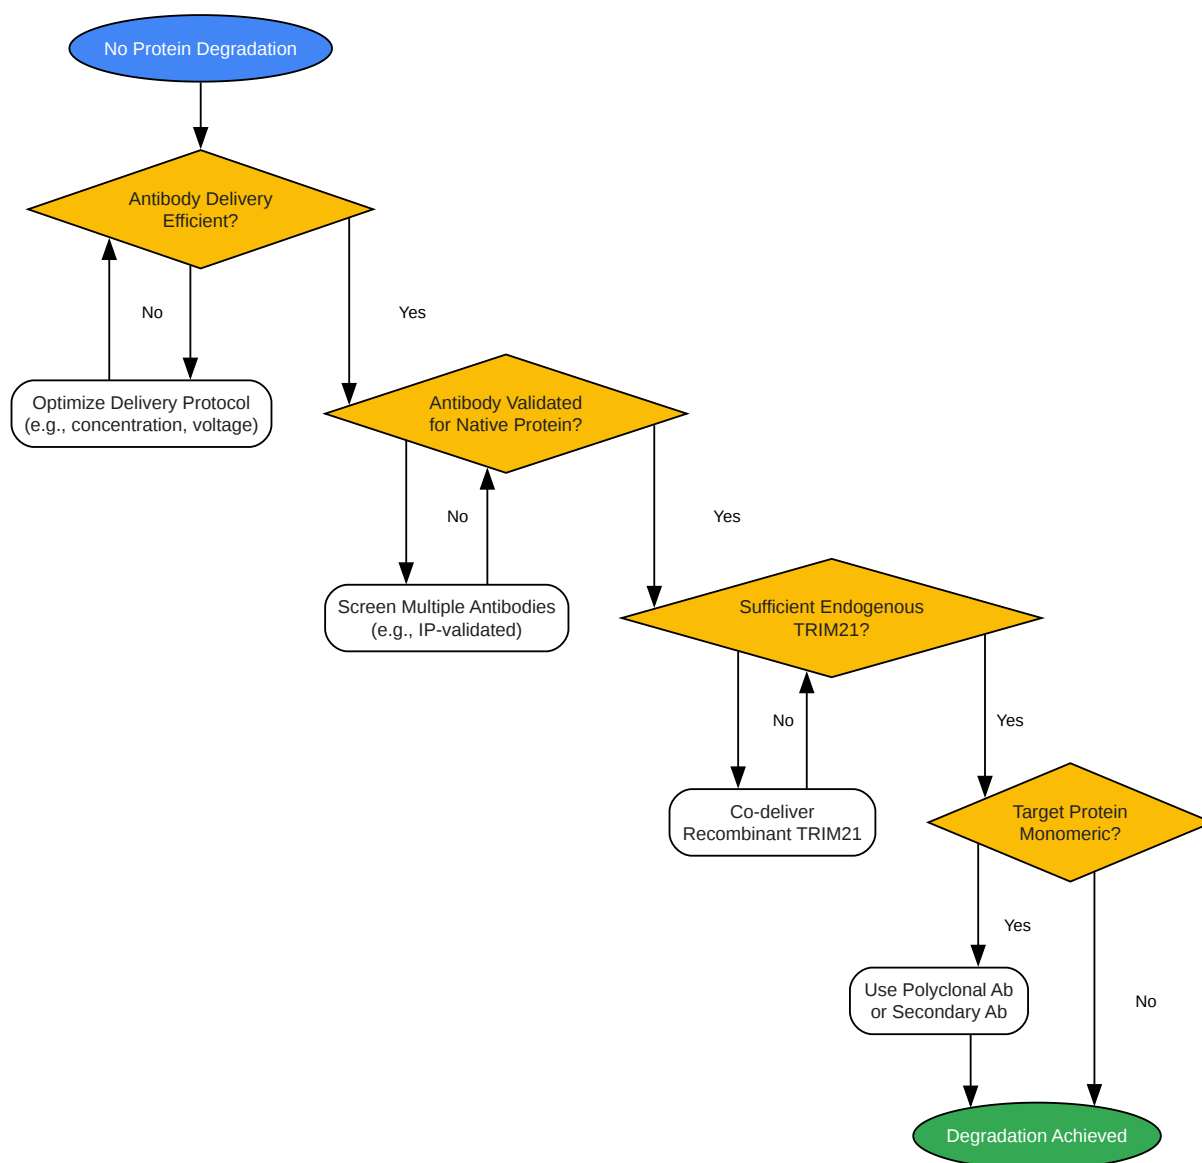 No Protein Degradation
Antibody Delivery
Efficient?
No
Yes
Optimize Delivery Protocol
(e.g., concentration, voltage)
Antibody Validated
for Native Protein?
No
Yes
Screen Multiple Antibodies
(e.g., IP-validated)
Sufficient Endogenous
TRIM21?
No
Yes
Co-deliver
Recombinant TRIM21
Target Protein
Monomeric?
Yes
No
Use Polyclonal Ab
or Secondary Ab
Degradation Achieved